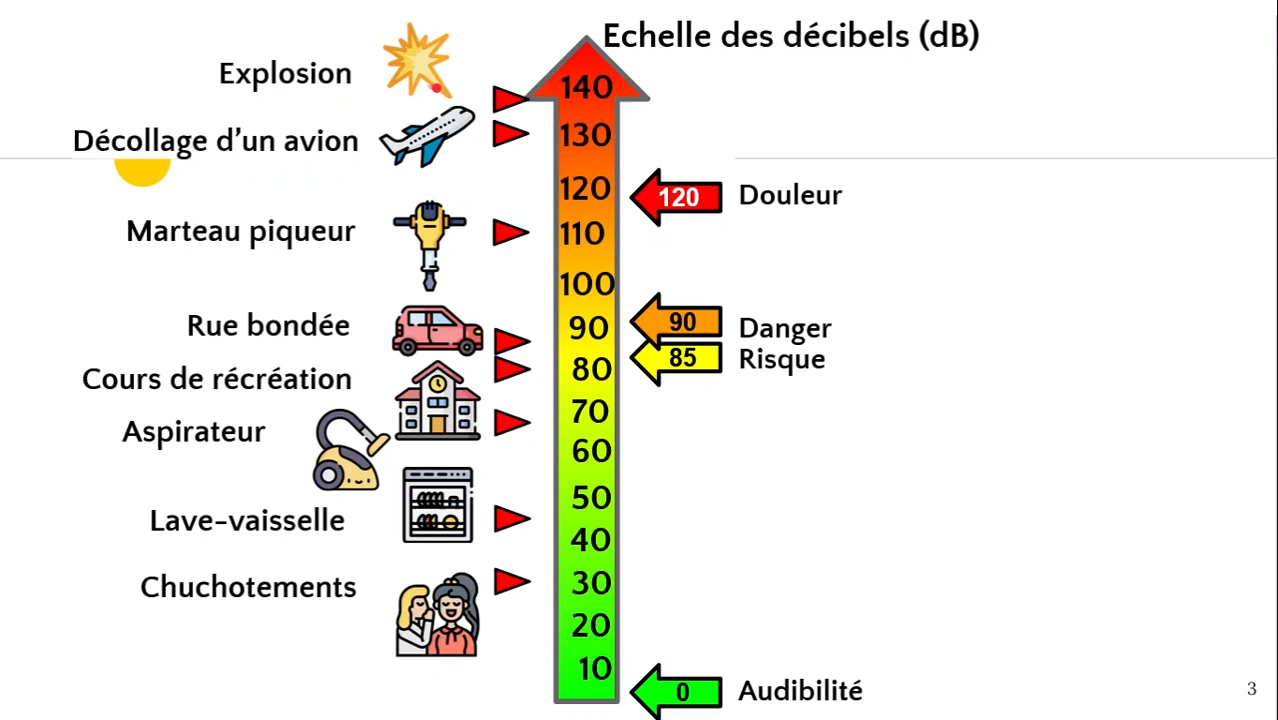 Echelle des décibels (dB)
Explosion
Décollage d’un avion
Marteau piqueur
Rue bondée
Cours de récréation
Aspirateur
Lave-vaisselle
Chuchotements
140
130
120
110
100
90
80
70
60
50
40
30
20
10
120 Douleur
90 Danger
85 Risque
0 Audibilité
3